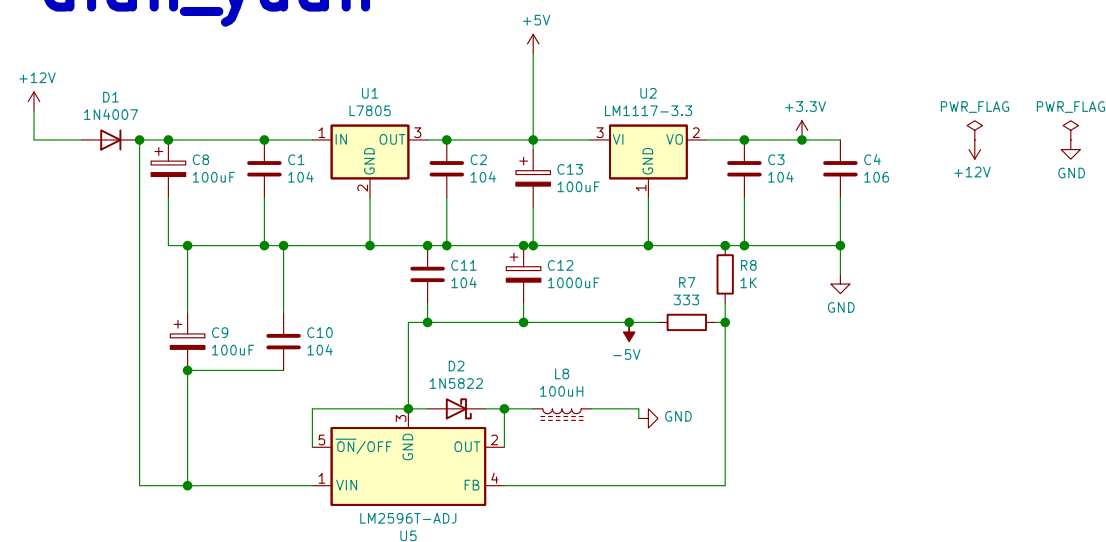 dian_yuan
+5V
+12V
D1
1N4007
U1
L7805
U2
LM1117-3.3
+3.3V
PWR_FLAG
PWR_FLAG
1
IN
OUT
3
GND
2
3
VI
VO
2
GND
1
C8
100uF
C1
104
C2
104
C13
100uF
C3
104
C4
106
+12V
GND
C11
104
C12
1000uF
R8
1K
R7
333
GND
C9
100uF
C10
104
-5V
D2
1N5822
L8
100uH
GND
3
GND
5
ON/OFF
OUT
2
1
VIN
FB
4
LM2596T-ADJ
U5